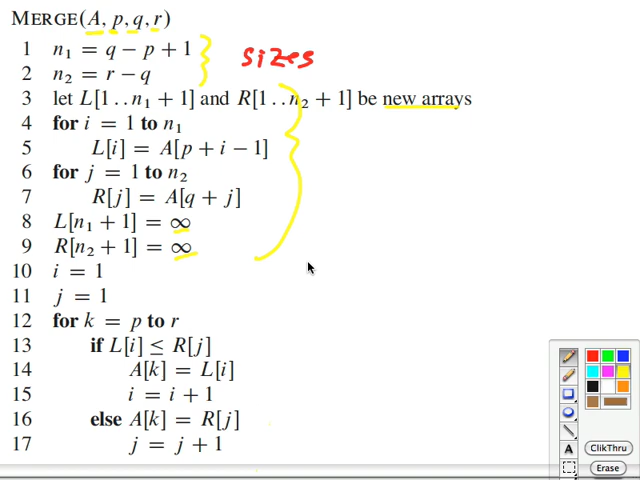 MERGE(A, p, q, r)
1 n₁ = q − p + 1
2 n₂ = r − q
sizes
3 let L[1 . . n₁ + 1] and R[1 . . n₂ + 1] be new arrays
4 for i = 1 to n₁
5 L[i] = A[p + i − 1]
6 for j = 1 to n₂
7 R[j] = A[q + j]
8 L[n₁ + 1] = ∞
9 R[n₂ + 1] = ∞
10 i = 1
11 j = 1
12 for k = p to r
13 if L[i] ≤ R[j]
14 A[k] = L[i]
15 i = i + 1
16 else A[k] = R[j]
17 j = j + 1
A
ClikThru
Erase